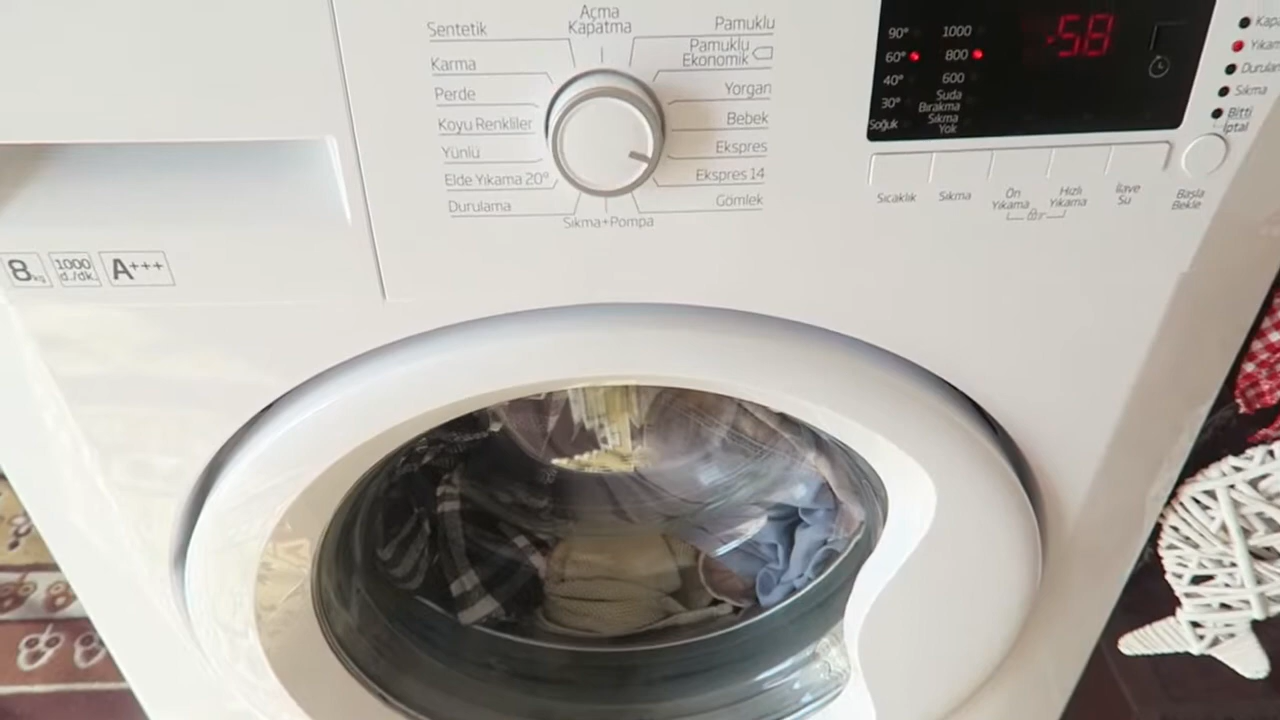 Açma
Kapatma
Sentetik
Karma
Perde
Koyu Renkliler
Yünlü
Elde Yıkama 20°
Durulama
Sıkma+Pompa
Pamuklu
Pamuklu
Ekonomik
Yorgan
Bebek
Ekspres
Ekspres 14
Gömlek
90°
60°
40°
30°
Soğuk
1000
800
600
Suda
Bırakma
Sıkma
Yok
58
Yıkam
Durulam
Sıkma
Bitti
İptal
Sıcaklık
Sıkma
Ön
Yıkama
Hızlı
Yıkama
İlave
Su
Başla
Bekle
8kg
1000
d./dk.
A+++